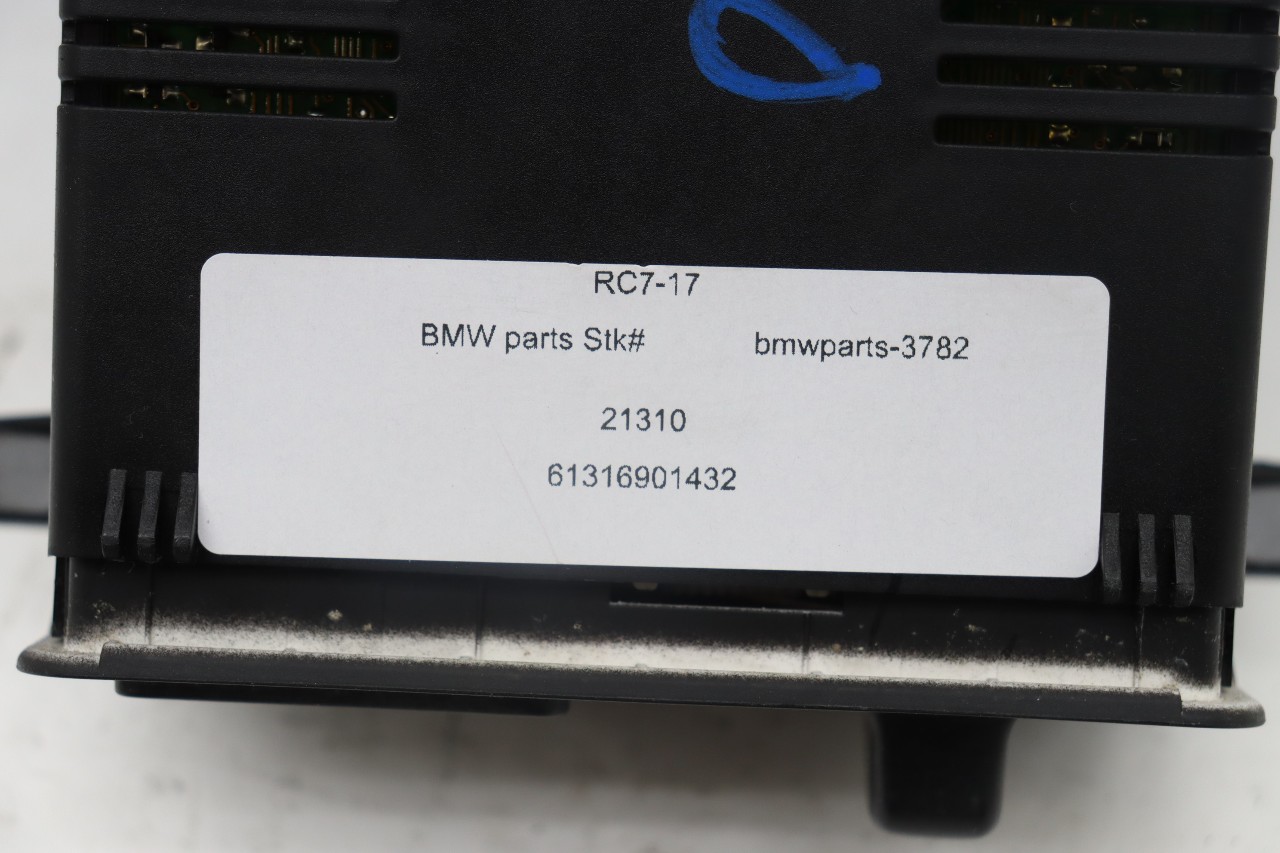 RC7-17
BMW parts Stk# bmwparts-3782
21310
61316901432